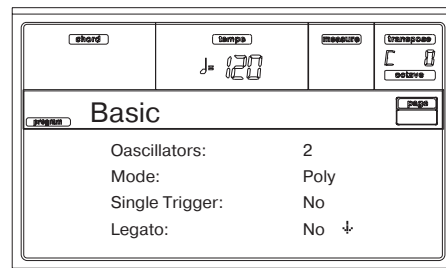 chord tempo measure transpose
♩= 120 C 0
octave
program Basic page
Oascillators: 2
Mode: Poly
Single Trigger: No
Legato: No